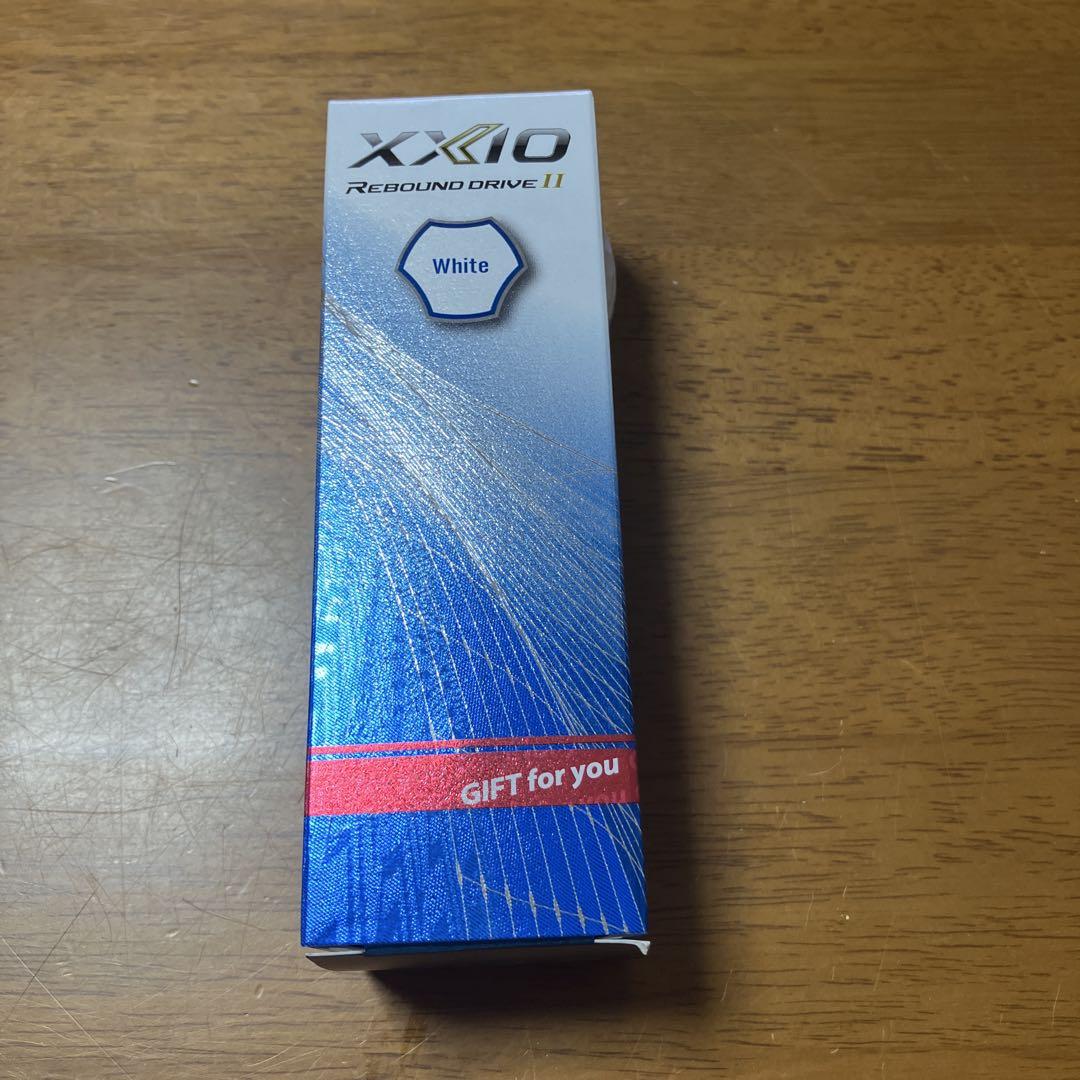 XXIO
REBOUND DRIVE II
White
GIFT for you